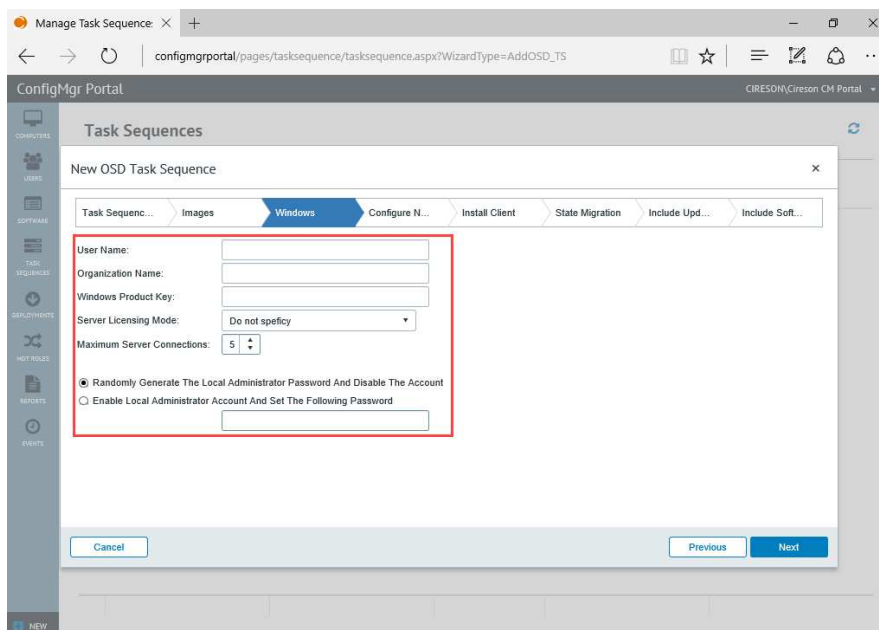 Manage Task Sequence:
configmgrportal/pages/tasksequence/tasksequence.aspx?WizardType=AddOSD_TS
ConfigMgr Portal
CIRESON\Cireson CM Portal
COMPUTERS
USERS
SOFTWARE
TASK
SEQUENCES
DEPLOYMENTS
MGT ROLES
REPORTS
EVENTS
NEW
Task Sequences
New OSD Task Sequence
Task Sequenc...
Images
Windows
Configure N...
Install Client
State Migration
Include Upd...
Include Soft...
User Name:
Organization Name:
Windows Product Key:
Server Licensing Mode: Do not speficy
Maximum Server Connections: 5
Randomly Generate The Local Administrator Password And Disable The Account
Enable Local Administrator Account And Set The Following Password
Cancel
Previous
Next